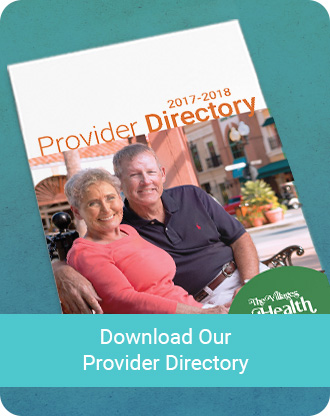 2017-2018
Provider Directory
The Villages
Health
Download Our
Provider Directory